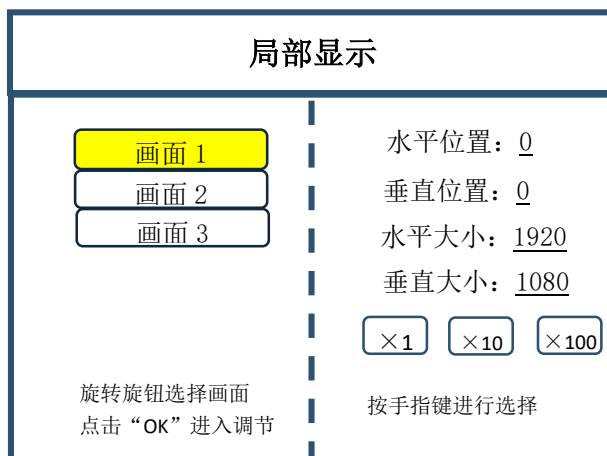 局部显示
画面 1
画面 2
画面 3
旋转旋钮选择画面
点击“OK”进入调节
水平位置：0
垂直位置：0
水平大小：1920
垂直大小：1080
×1 ×10 ×100
按手指键进行选择